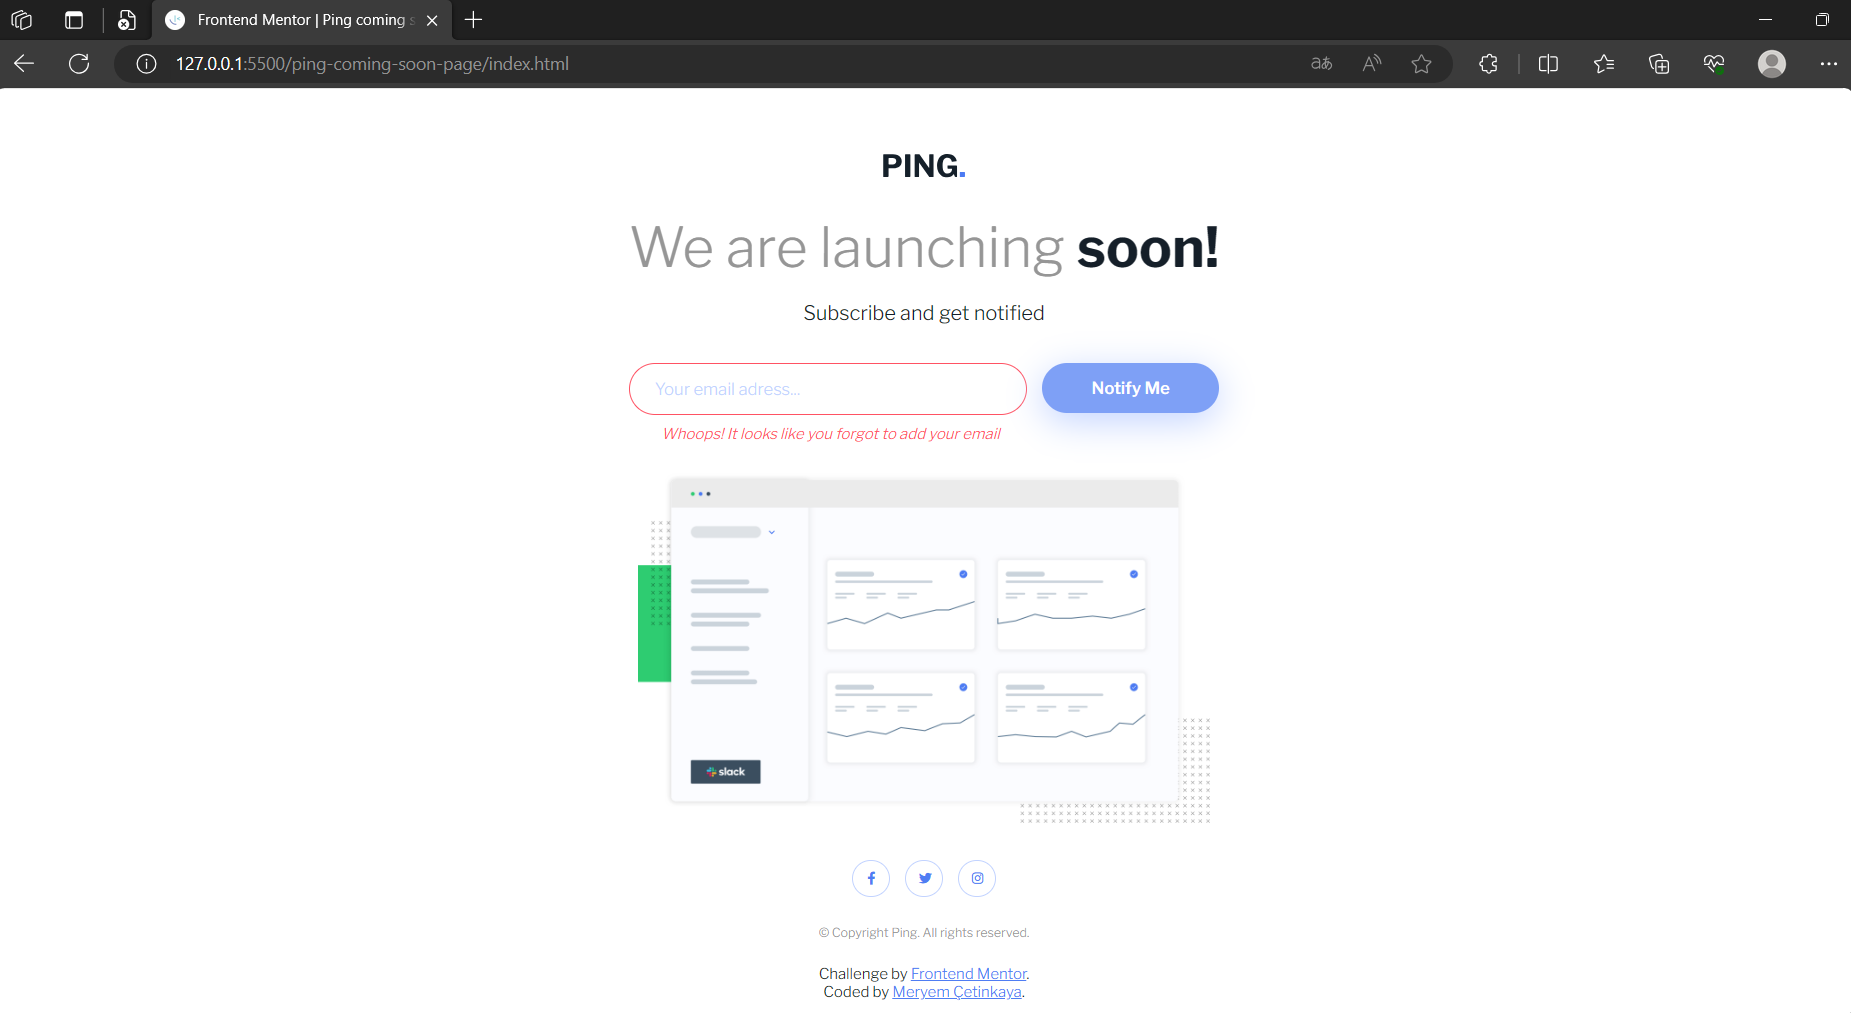 Frontend Mentor | Ping coming s
127.0.0.1:5500/ping-coming-soon-page/index.html
PING.
We are launching soon!
Subscribe and get notified
Your email adress...
Notify Me
Whoops! It looks like you forgot to add your email
slack
© Copyright Ping. All rights reserved.
Challenge by Frontend Mentor.
Coded by Meryem Çetinkaya.